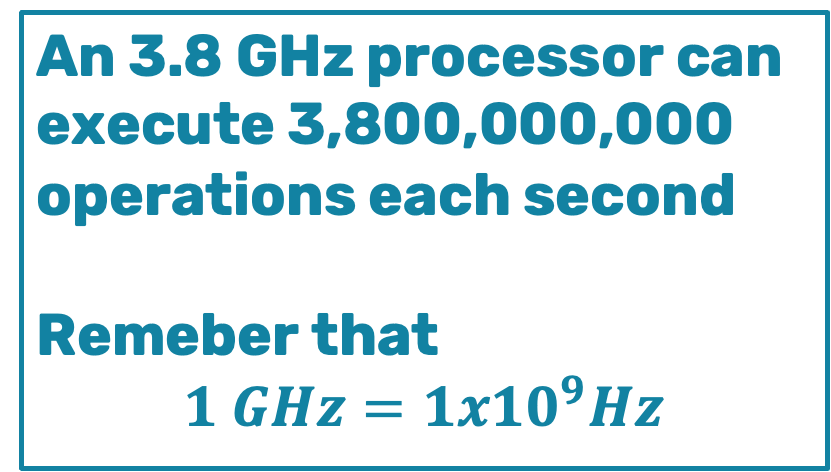 An 3.8 GHz processor can
execute 3,800,000,000
operations each second
Remeber that
1 GHz = 1x10⁹Hz